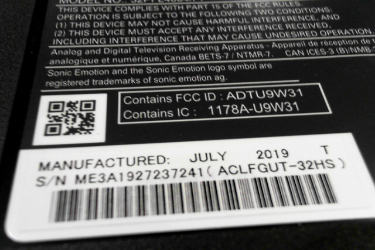 THIS DEVICE COMPLIES WITH PART 15 OF THE FCC RULES.
OPERATION IS SUBJECT TO THE FOLLOWING
(1) THIS DEVICE MAY NOT CAUSE HARMFUL INTERFERENCE, AND
(2) THIS DEVICE MUST ACCEPT ANY INTERFERENCE
INCLUDING INTERFERENCE THAT MAY CAUSE UNDESIRED OPERATION.
Analog and Digital Television Receiving Apparatus - Appareil de réception
analogique et numérique, Canada BETS-7 / NTMR-7. CAN ICES-3 (B)/NMB
Sonic Emotion and the Sonic Emotion logo symbol are
registered trademarks of sonic emotion ag.
Contains FCC ID : ADTU9W31
Contains IC : 1178A-U9W31
MANUFACTURED: JULY 2019 T
S/N ME3A1927237241 ( ACLFGUT-32HS )